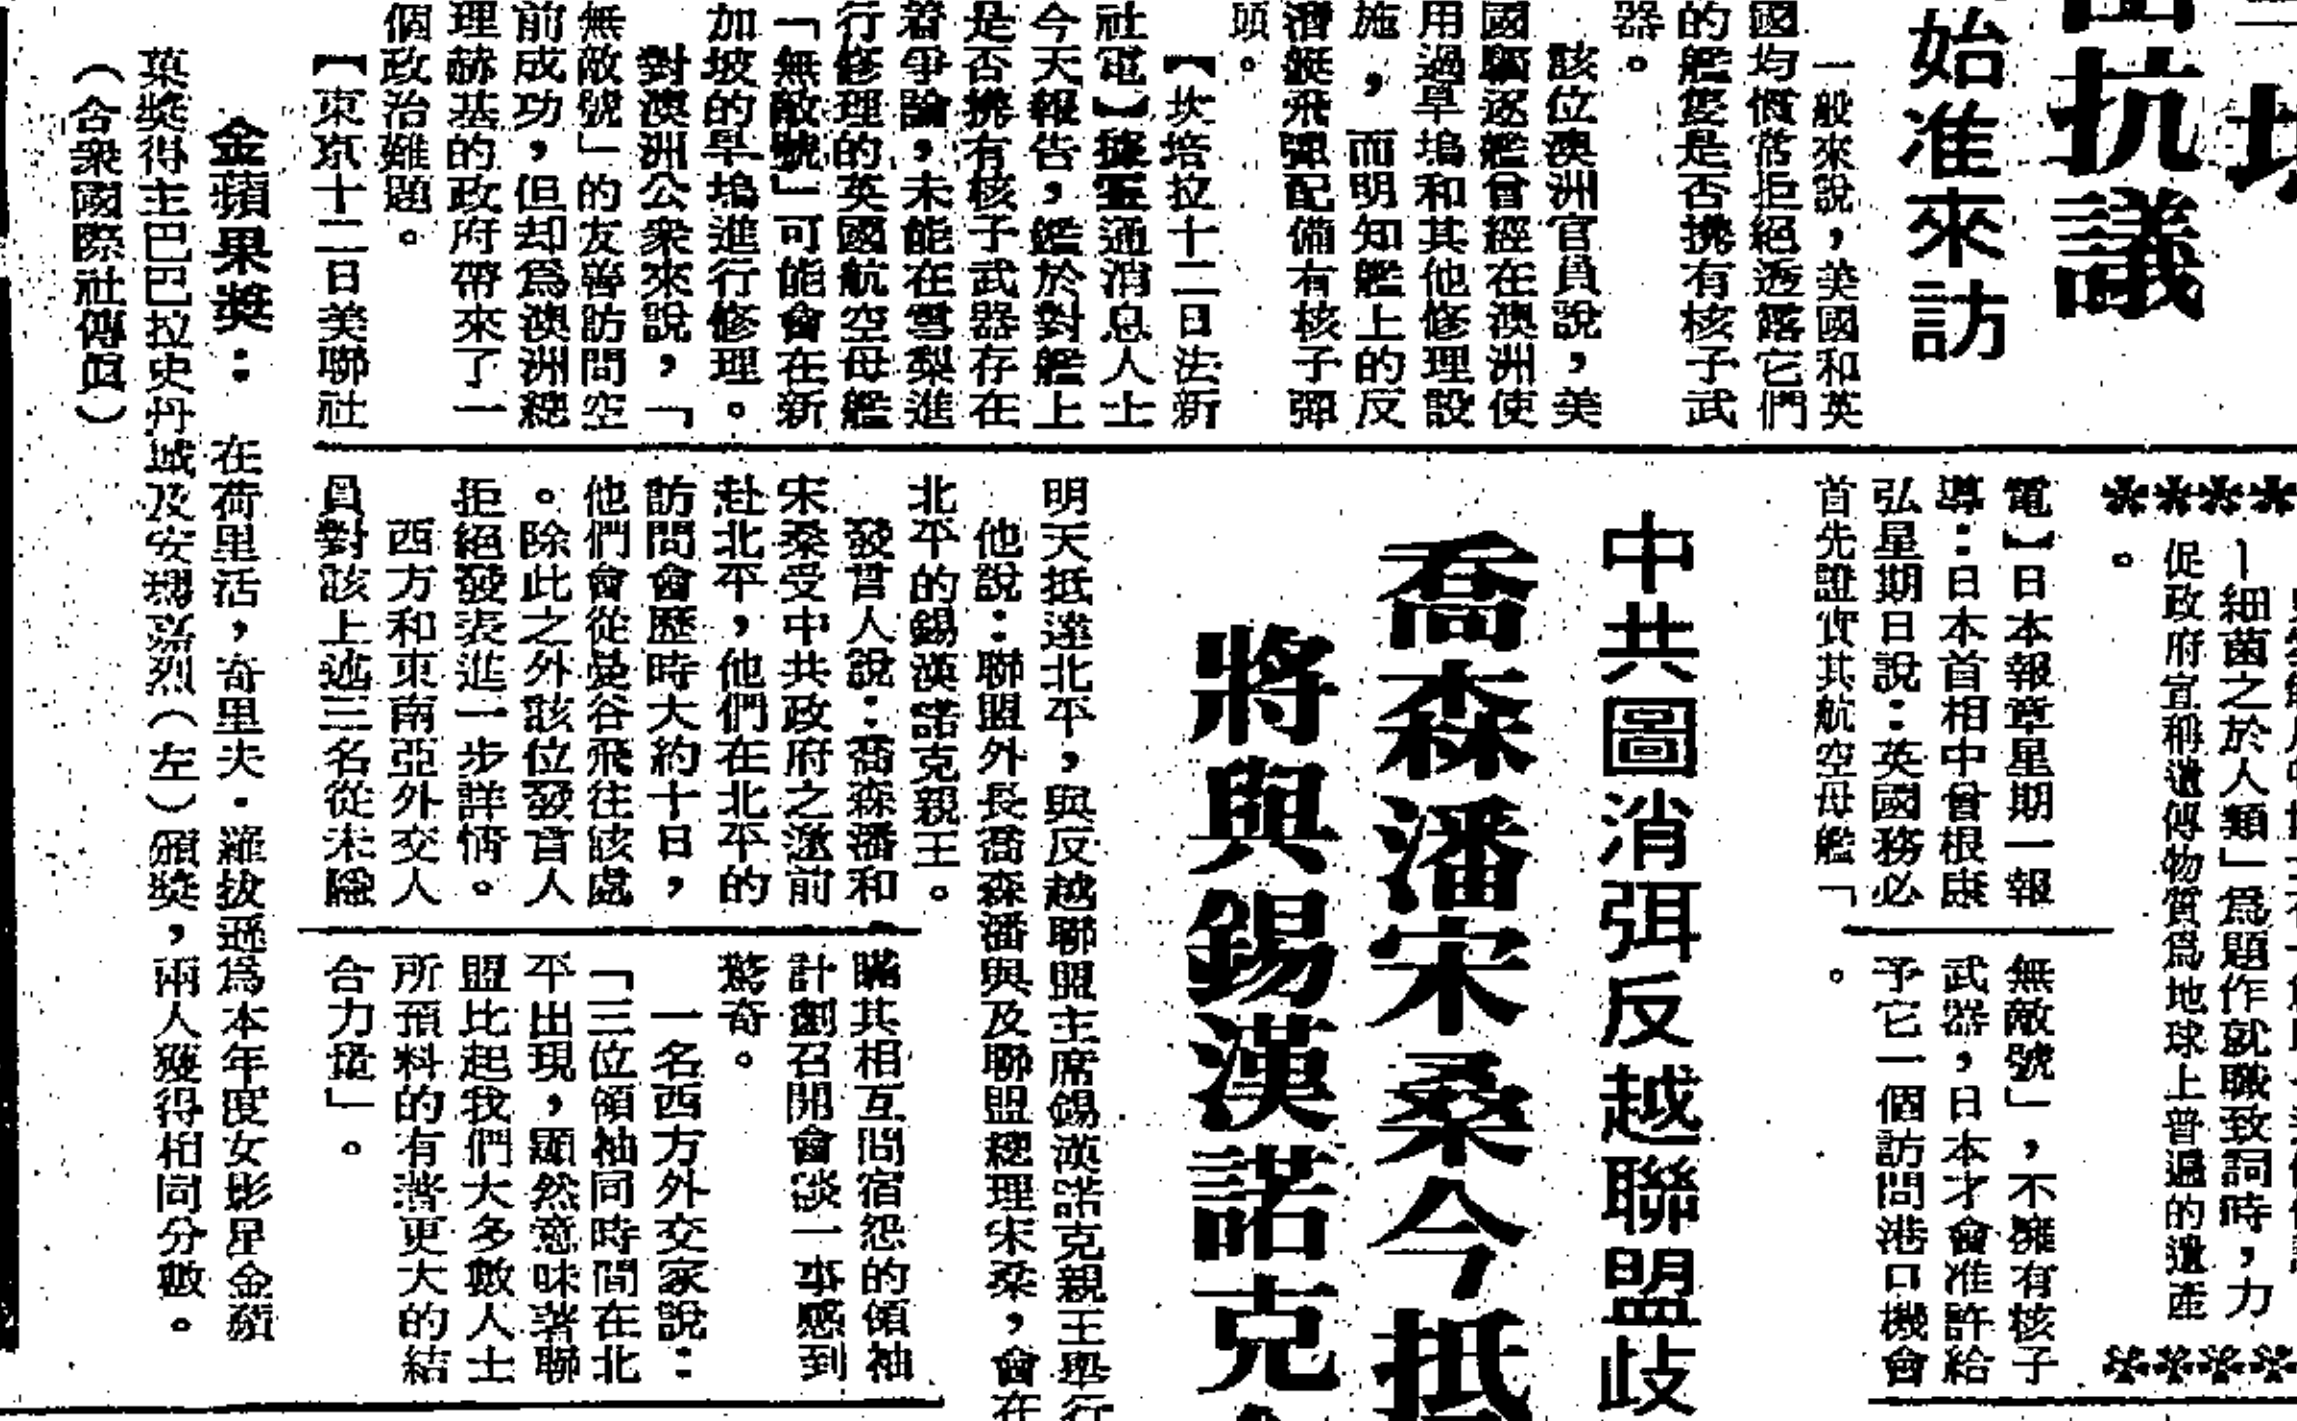 抗議
始准來訪
一般來說，美國和英
國均慣常拒絕透露它們
的艦隻是否携有核子武
器。
該位澳洲官員說，美
國驅逐艦曾經在澳洲使
用過旱塢和其他修理設
施，而明知艦上的反
潛艇飛彈配備有核子彈
頭。
【坎培拉十二日法新
社電】據靈通消息人士
今天報告，鑑於對艦上
是否携有核子武器存在
着爭論，未能在雪梨進
行修理的英國航空母艦
「無敵號」可能會在新
加坡的旱塢進行修理。
對澳洲公衆來說，「
無敵號」的友善訪問空
前成功，但却爲澳洲總
理赫基的政府帶來了一
個政治難題。
【東京十二日美聯社
電】日本報章星期一報
導：日本首相中曾根康
弘星期日說：英國務必
首先證實其航空母艦「
無敵號」，不擁有核子
武器，日本才會准許給
予它一個訪問港口機會
。
—細菌之於人類」爲題作就職致詞時，力
促政府宜稱遺傳物質爲地球上普遍的遺產
。
中共圖消弭反越聯盟歧
喬森潘宋桑今抵
將與錫漢諾克
明天抵達北平，與反越聯盟主席錫漢諾克親王舉行
他說：聯盟外長喬森潘與及聯盟總理宋桑，會在
北平的錫漢諾克親王。
發言人說：喬森潘和
宋桑受中共政府之邀前
赴北平，他們在北平的
訪問會歷時大約十日，
他們會從曼谷飛往該處
。除此之外該位發言人
拒絕發表進一步詳情。
西方和東南亞外交人
員對該上述三名從未隱
瞞其相互間宿怨的領袖
計劃召開會談一事感到
驚奇。
一名西方外交家說：
「三位領袖同時間在北
平出現，顯然意味著聯
盟比起我們大多數人士
所預料的有著更大的結
合力量」。
金蘋果獎：在荷里活，奇里夫·羅拔遜爲本年度女影星金蘋
菓獎得主巴巴拉史丹域及安瑪嘉烈（左）頒獎，兩人獲得相同分數。
（合衆國際社傳眞）